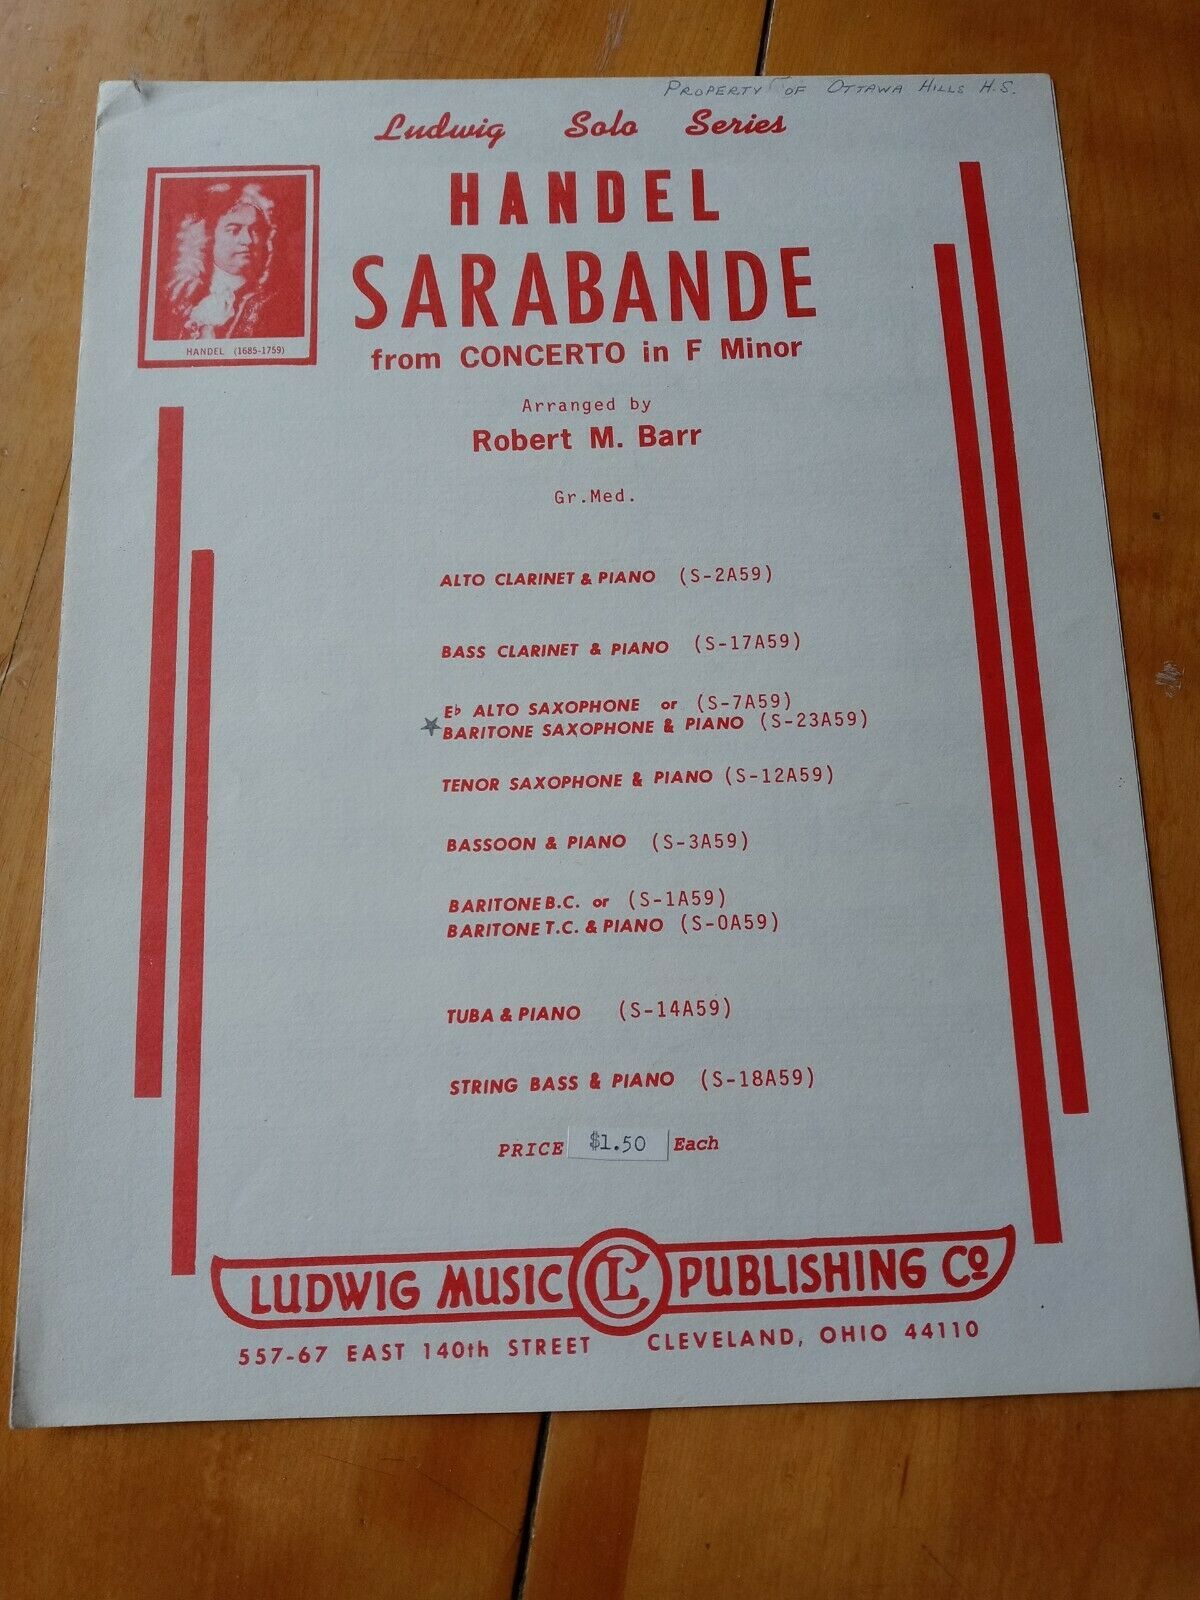 PROPERTY OF OTTAWA HILLS H.S.
Ludwig Solo Series
HANDEL
SARABANDE
from CONCERTO in F Minor
HANDEL (1685-1759)
Arranged by
Robert M. Barr
Gr.Med.
ALTO CLARINET & PIANO (S-2A59)
BASS CLARINET & PIANO (S-17A59)
E♭ ALTO SAXOPHONE or (S-7A59)
BARITONE SAXOPHONE & PIANO (S-23A59)
TENOR SAXOPHONE & PIANO (S-12A59)
BASSOON & PIANO (S-3A59)
BARITONE B.C. or (S-1A59)
BARITONE T.C. & PIANO (S-0A59)
TUBA & PIANO (S-14A59)
STRING BASS & PIANO (S-18A59)
PRICE $1.50 Each
LUDWIG MUSIC CL PUBLISHING Co
557-67 EAST 140th STREET CLEVELAND, OHIO 44110